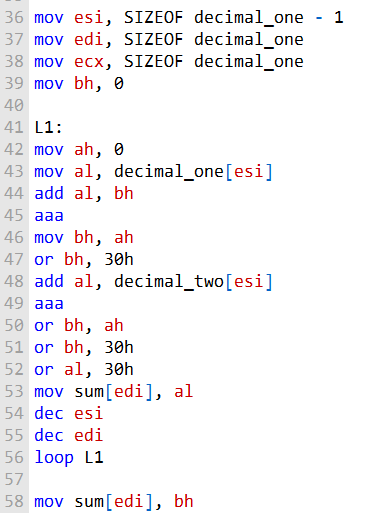 36 mov esi, SIZEOF decimal_one - 1
37 mov edi, SIZEOF decimal_one
38 mov ecx, SIZEOF decimal_one
39 mov bh, 0
40
41 L1:
42 mov ah, 0
43 mov al, decimal_one[esi]
44 add al, bh
45 aaa
46 mov bh, ah
47 or bh, 30h
48 add al, decimal_two[esi]
49 aaa
50 or bh, ah
51 or bh, 30h
52 or al, 30h
53 mov sum[edi], al
54 dec esi
55 dec edi
56 loop L1
57
58 mov sum[edi], bh